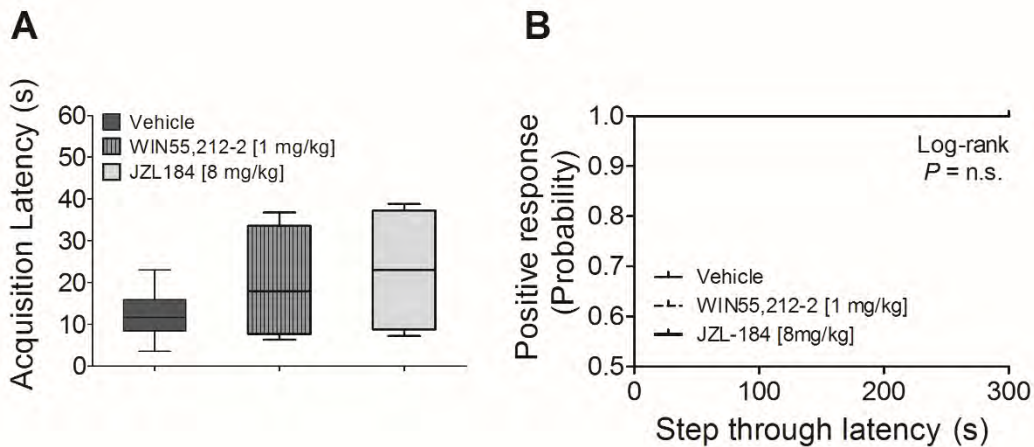 A
Acquisition Latency (s)
60
50
40
30
20
10
0
Vehicle
WIN55,212-2 [1 mg/kg]
JZL184 [8 mg/kg]
B
Positive response
(Probability)
1.0
0.9
0.8
0.7
0.6
0.5
Log-rank
P = n.s.
Vehicle
WIN55,212-2 [1 mg/kg]
JZL-184 [8mg/kg]
0 100 200 300
Step through latency (s)